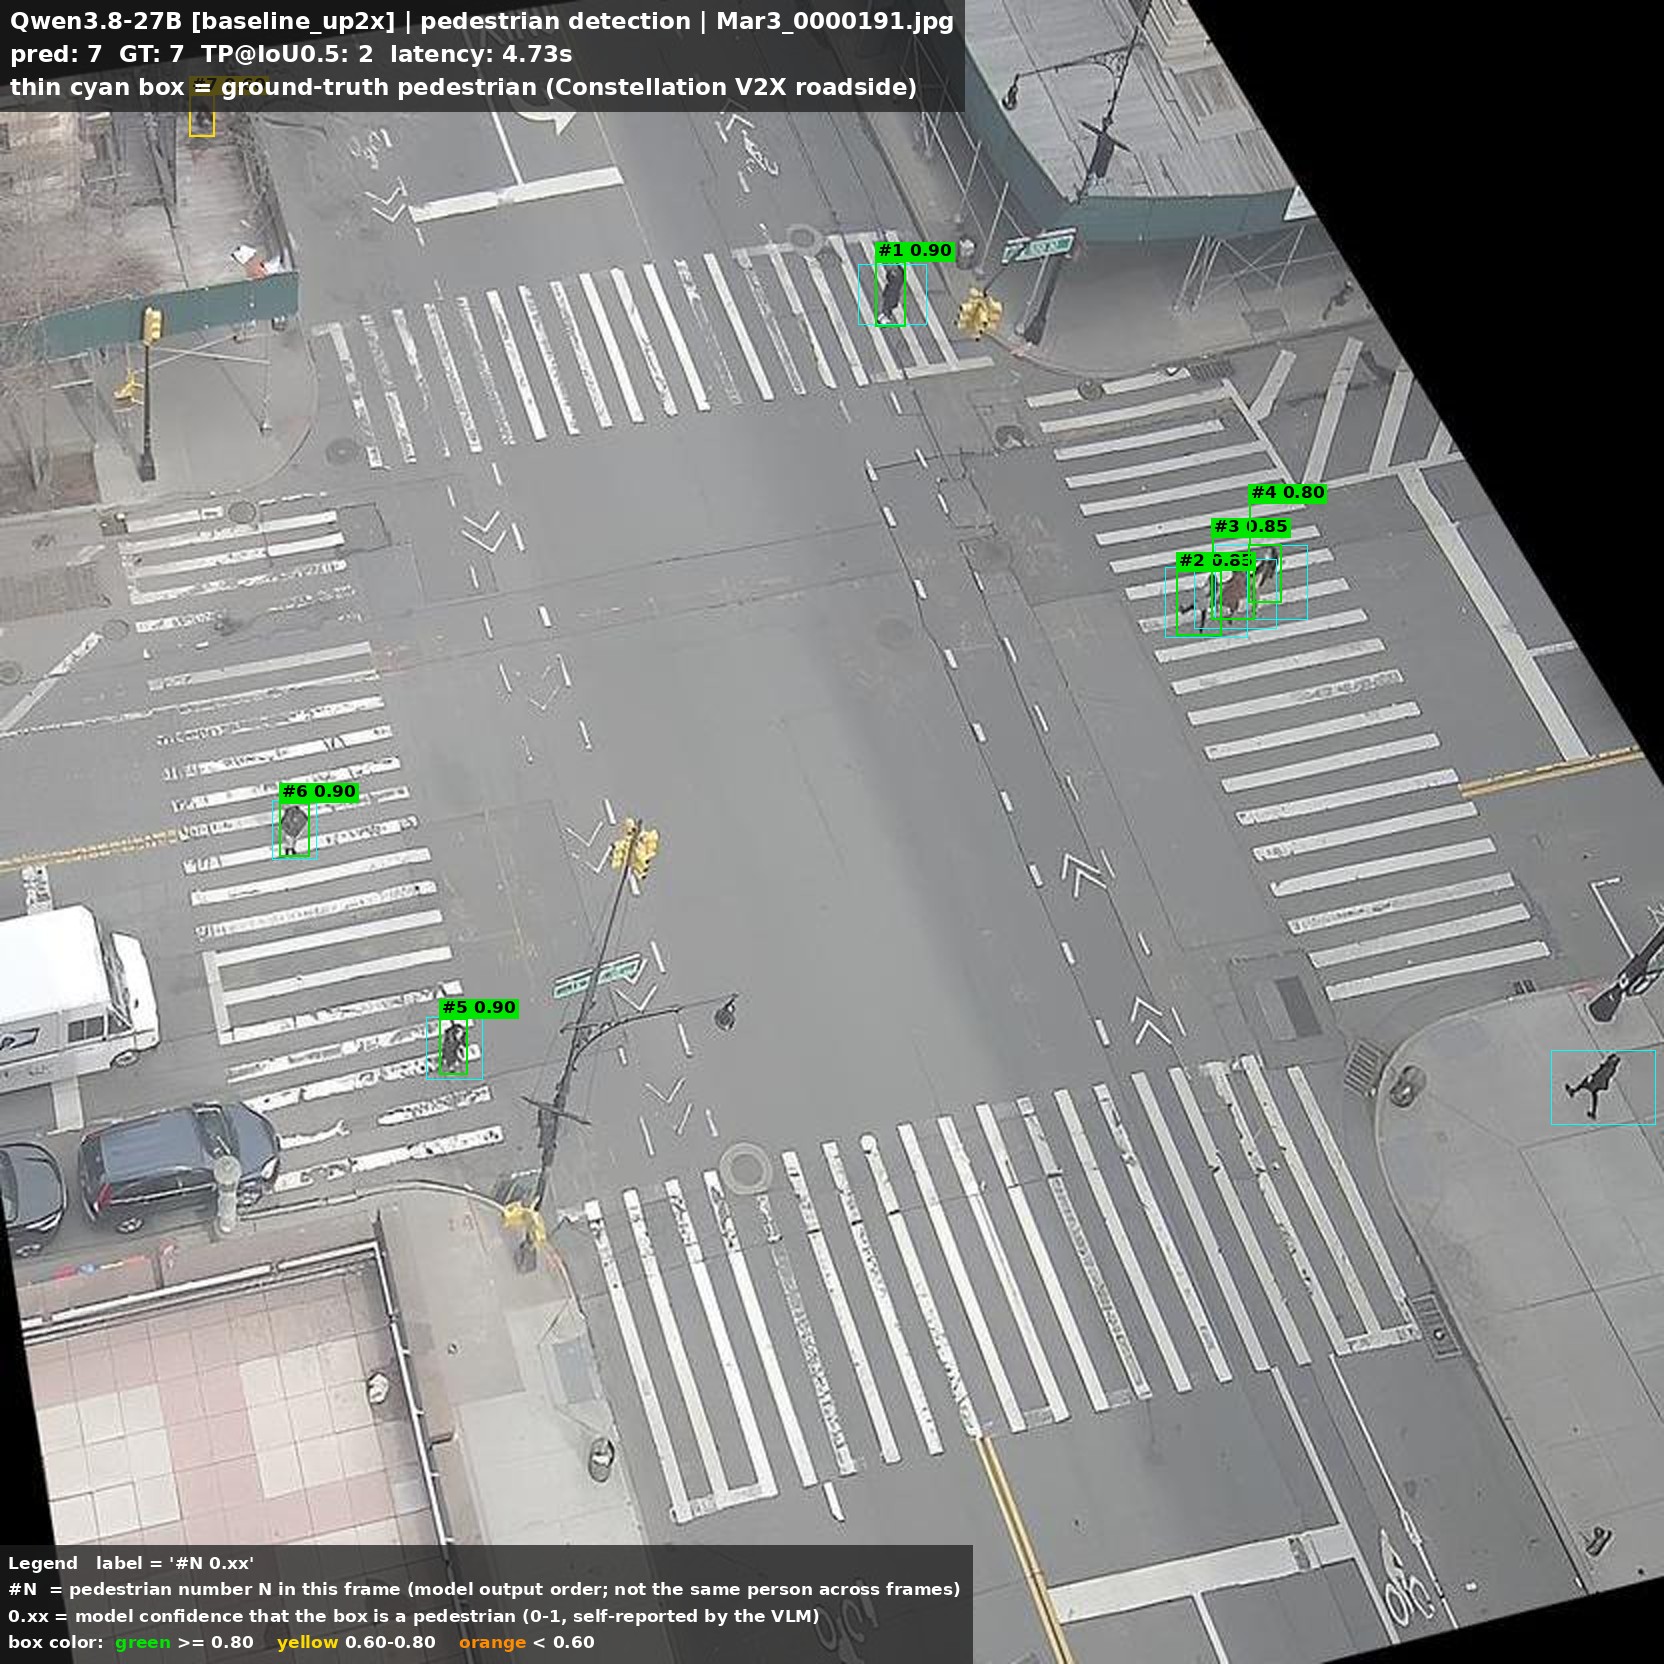 Qwen3.8-27B [baseline_up2x] | pedestrian detection | Mar3_0000191.jpg
pred: 7  GT: 7  TP@IoU0.5: 2  latency: 4.73s
thin cyan box = ground-truth pedestrian (Constellation V2X roadside)
#1 0.90
#4 0.80
#3 0.85
#2 0.85
#6 0.90
#5 0.90
Legend   label = '#N 0.xx'
#N  = pedestrian number N in this frame (model output order; not the same person across frames)
0.xx = model confidence that the box is a pedestrian (0-1, self-reported by the VLM)
box color:  green >= 0.80    yellow 0.60-0.80    orange < 0.60